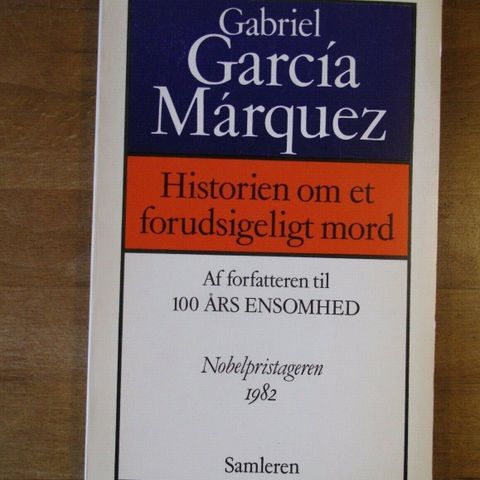 Gabriel
García
Márquez
Historien om et
forudsigeligt mord
Af forfatteren til
100 ÅRS ENSOMHED
Nobelpristageren
1982
Samleren